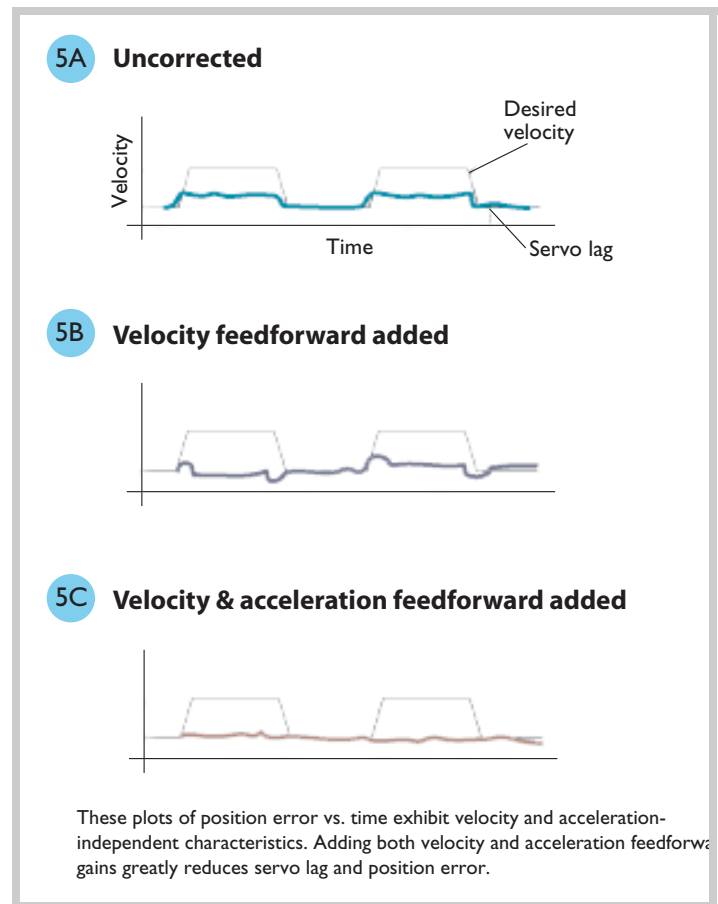 5A Uncorrected
Desired
velocity
Velocity
Time
Servo lag
5B Velocity feedforward added
5C Velocity & acceleration feedforward added
These plots of position error vs. time exhibit velocity and acceleration-
independent characteristics. Adding both velocity and acceleration feedforwa
gains greatly reduces servo lag and position error.